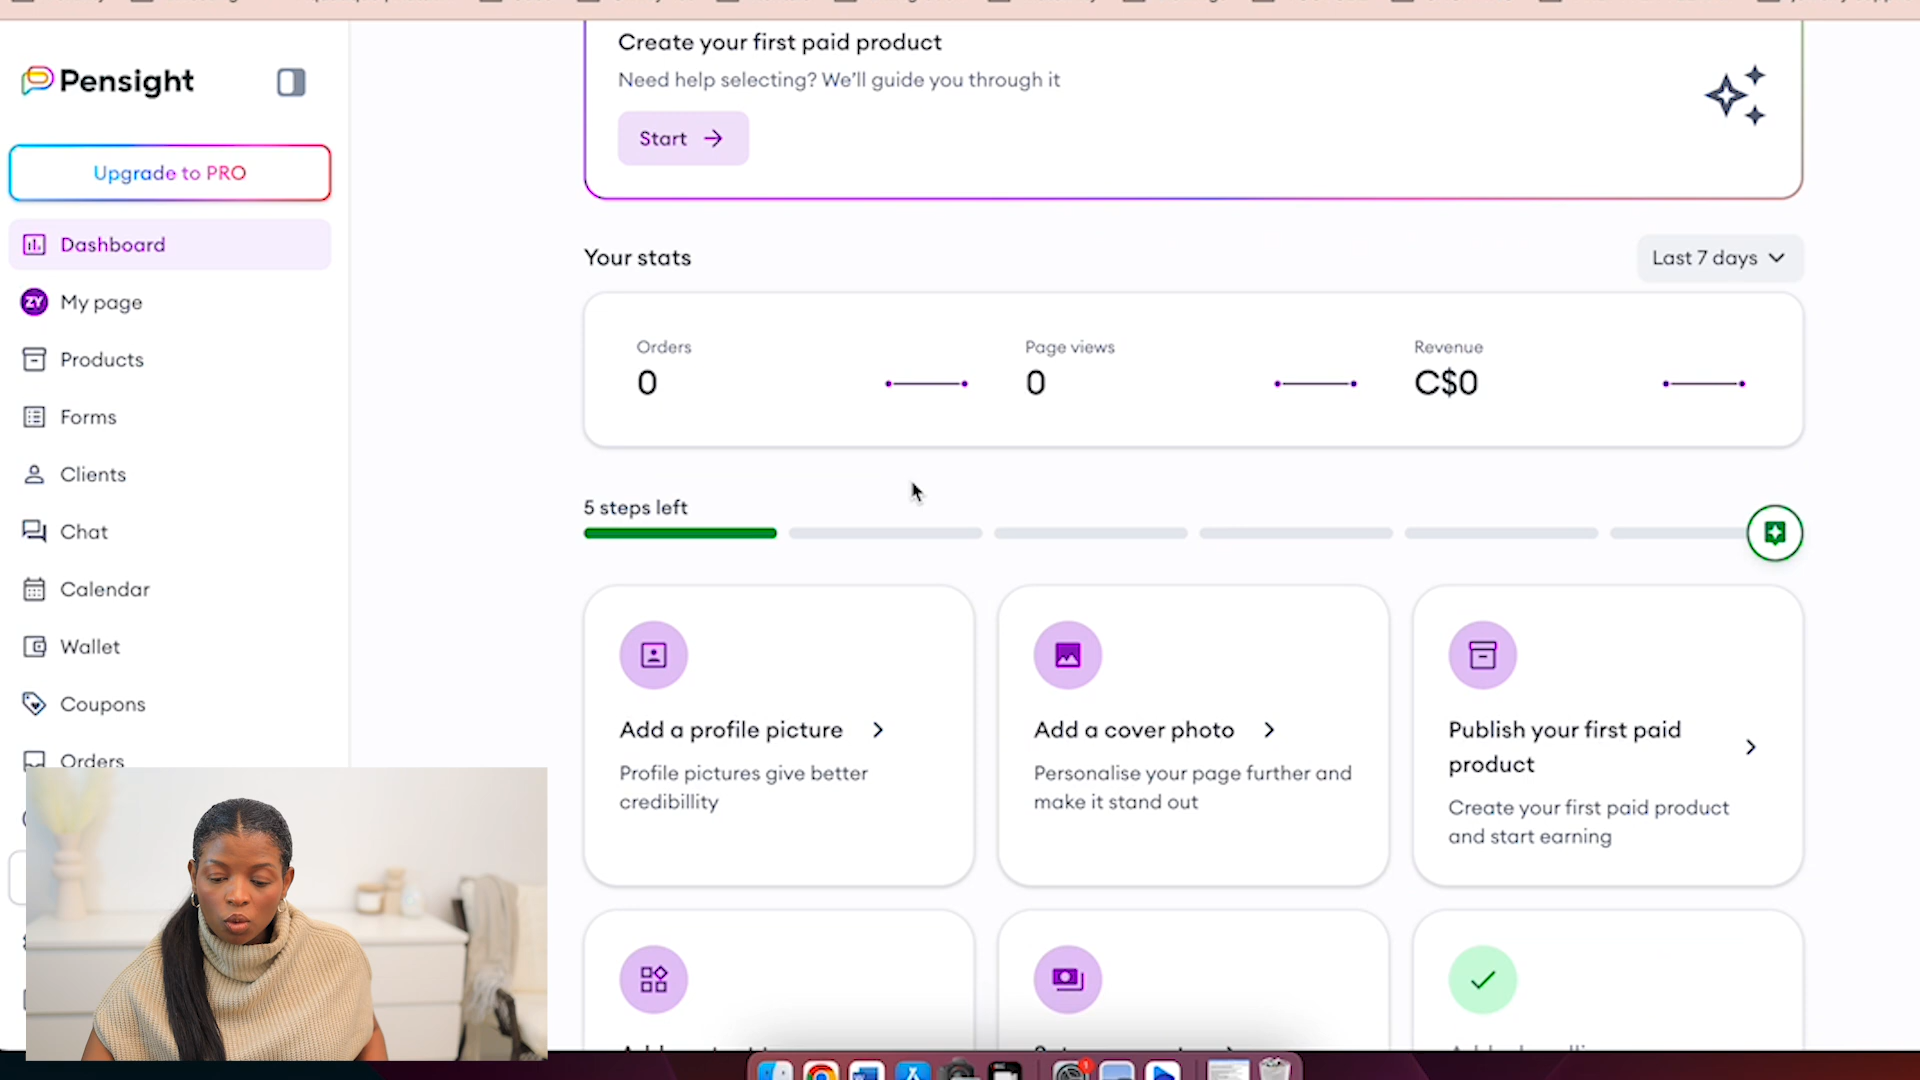 Create your first paid product
Need help selecting? We'll guide you through it
Start
Pensight
Upgrade to PRO
Dashboard
ZY
My page
Products
Forms
Clients
Chat
Calendar
Wallet
Coupons
Orders
Your stats
Last 7 days
Orders
0
Page views
0
Revenue
C$0
5 steps left
Add a profile picture
Profile pictures give better
credibillity
Add a cover photo
Personalise your page further and
make it stand out
Publish your first paid
product
Create your first paid product
and start earning
1